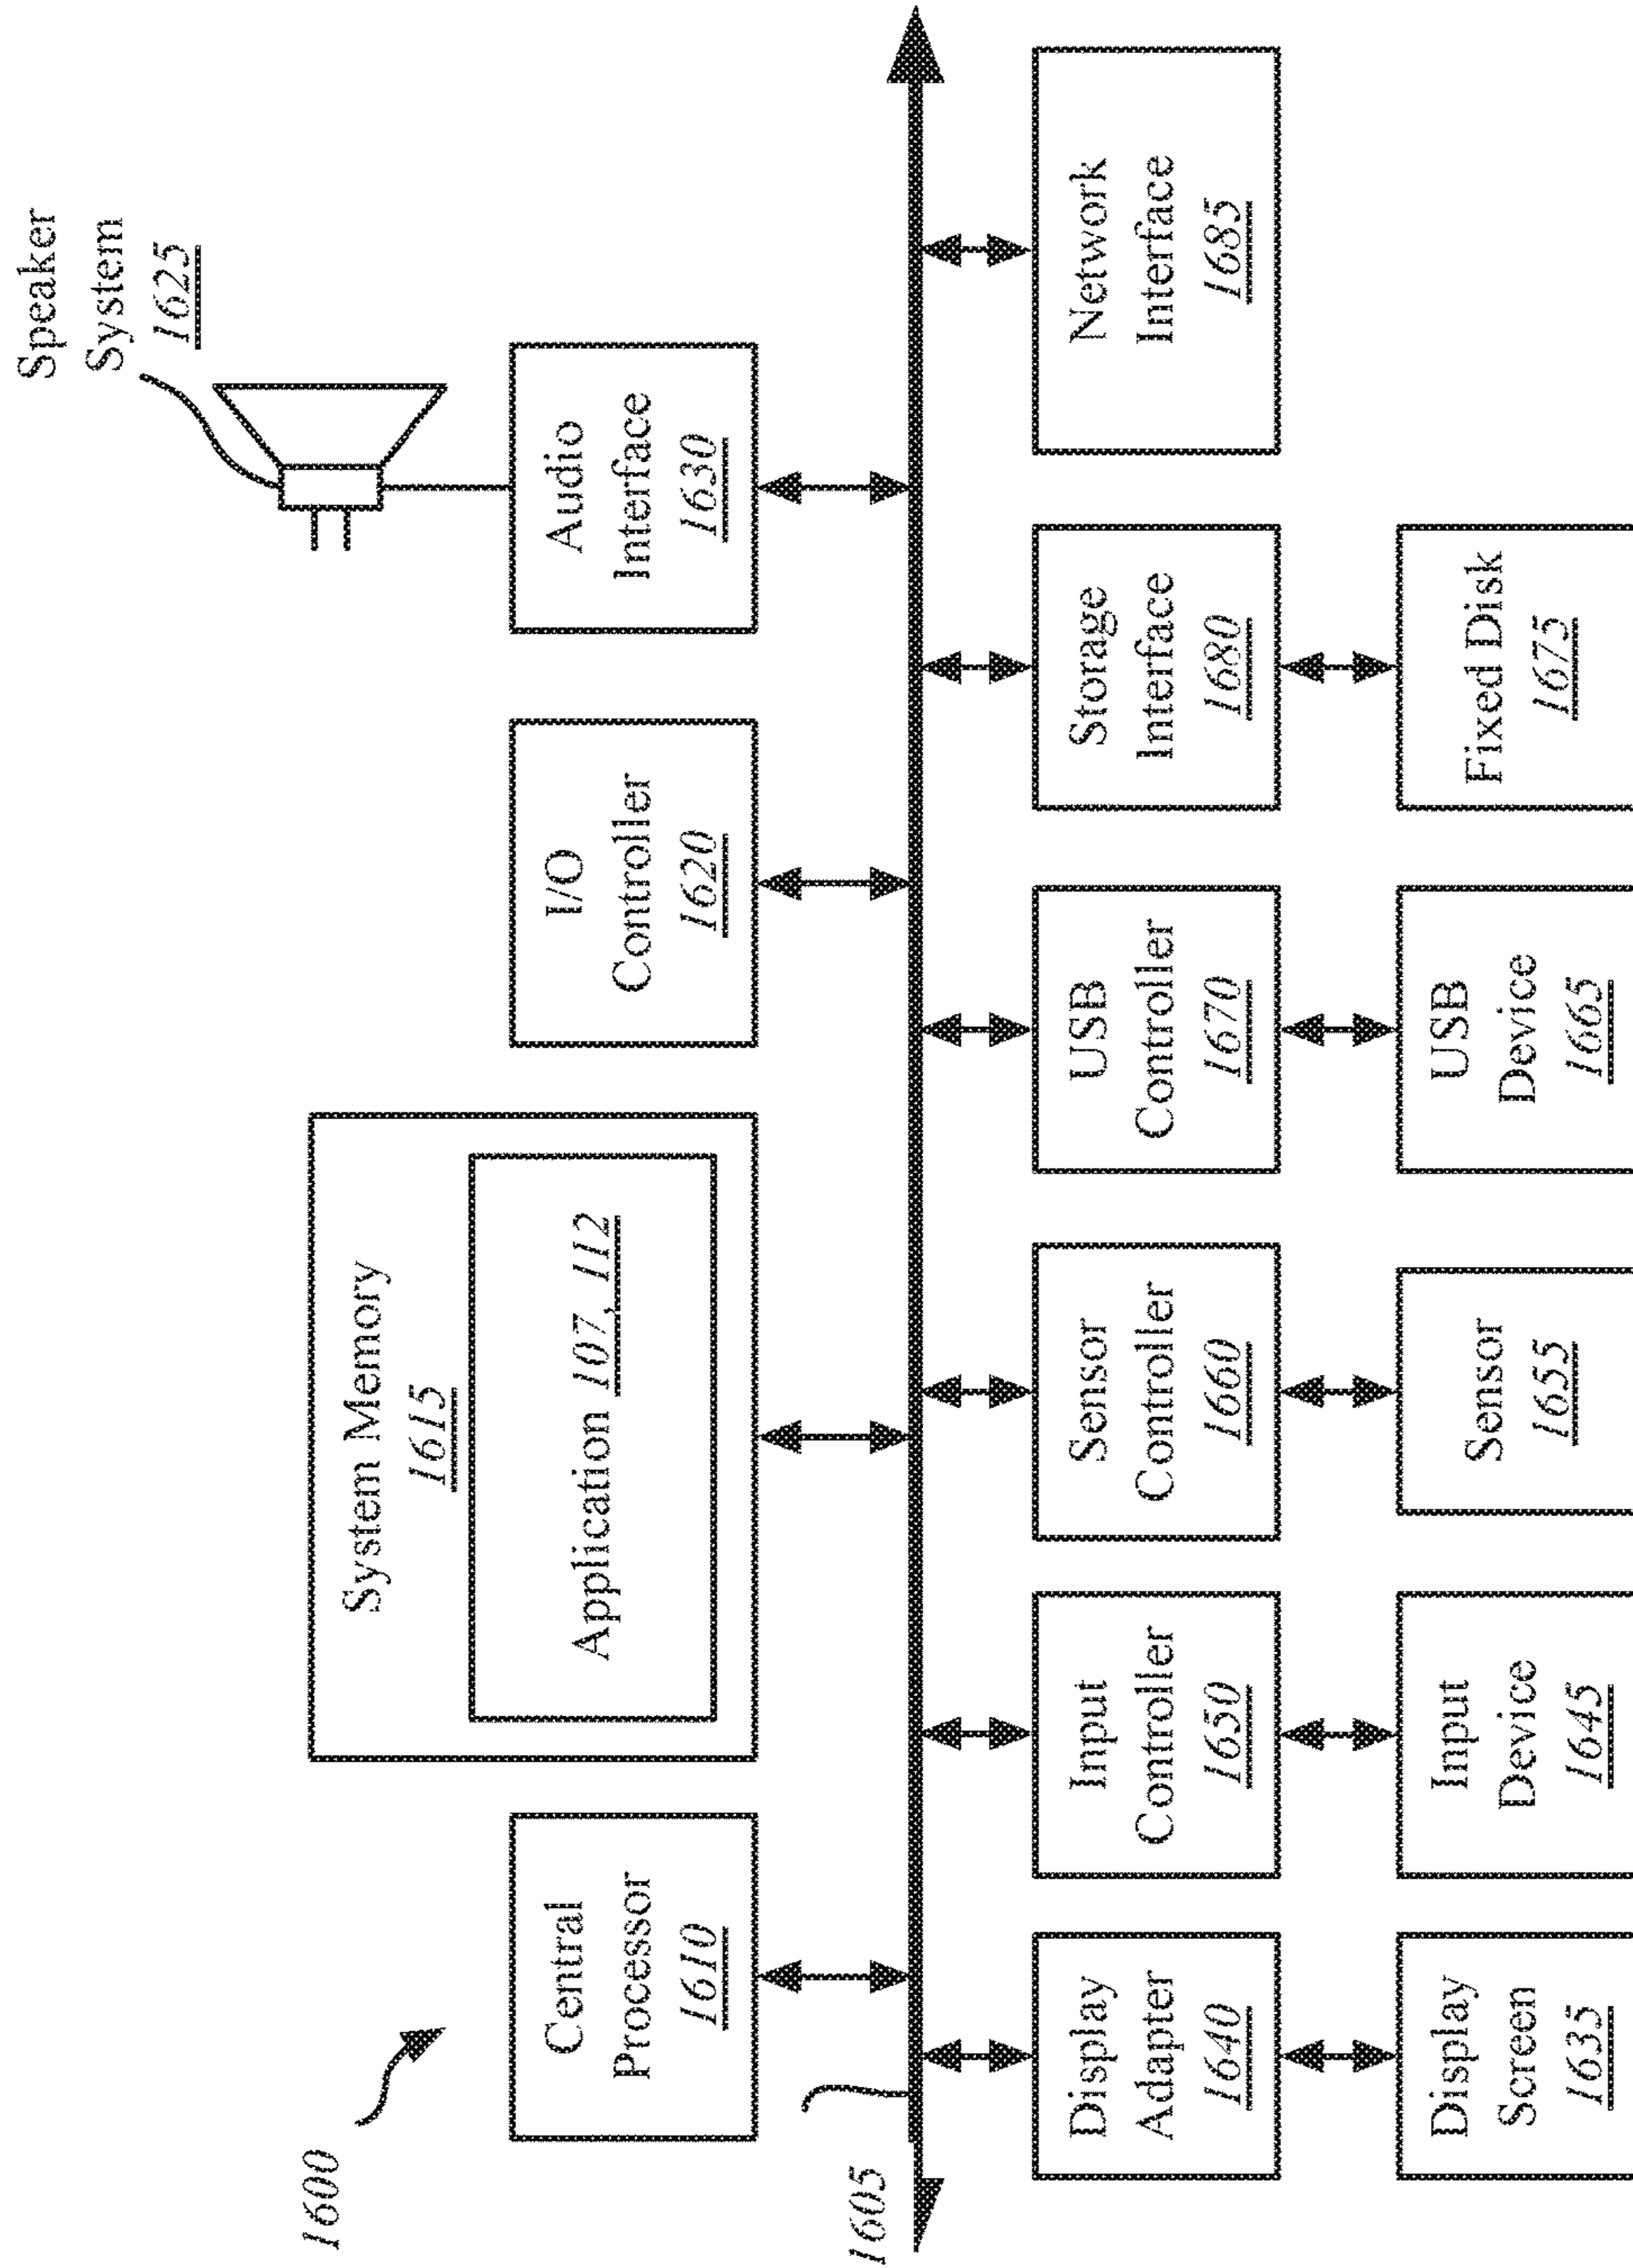 1600
Speaker
System
1625
Central
Processor
1610
System Memory
1615
Application 107, 112
I/O
Controller
1620
Audio
Interface
1630
1605
Display
Adapter
1640
Input
Controller
1650
Sensor
Controller
1660
USB
Controller
1670
Storage
Interface
1680
Network
Interface
1685
Display
Screen
1635
Input
Device
1645
Sensor
1655
USB
Device
1665
Fixed Disk
1675